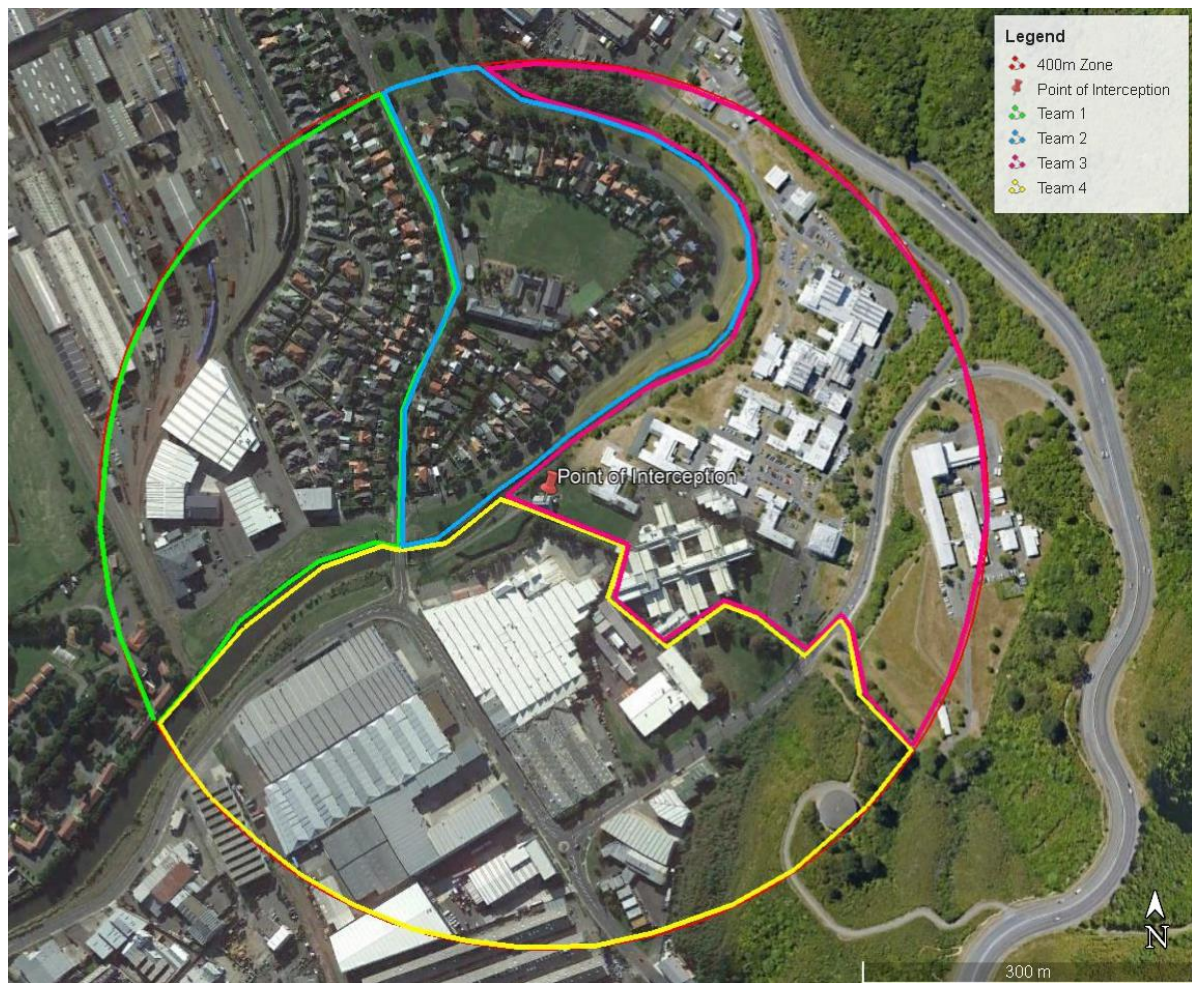 Legend
400m Zone
Point of Interception
Team 1
Team 2
Team 3
Team 4
Point of Interception
N
300 m